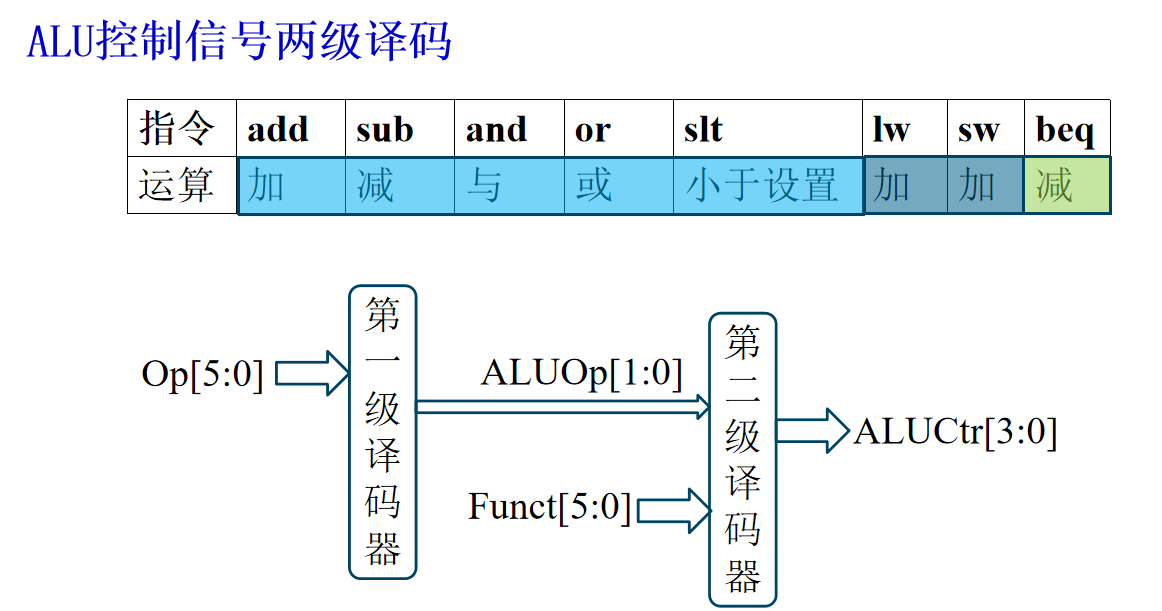 ALU控制信号两级译码
指令 add sub and or slt lw sw beq
运算 加 减 与 或 小于设置 加 加 减
Op[5:0]
第一级译码器
ALUOp[1:0]
Funct[5:0]
第二级译码器
ALUCtr[3:0]